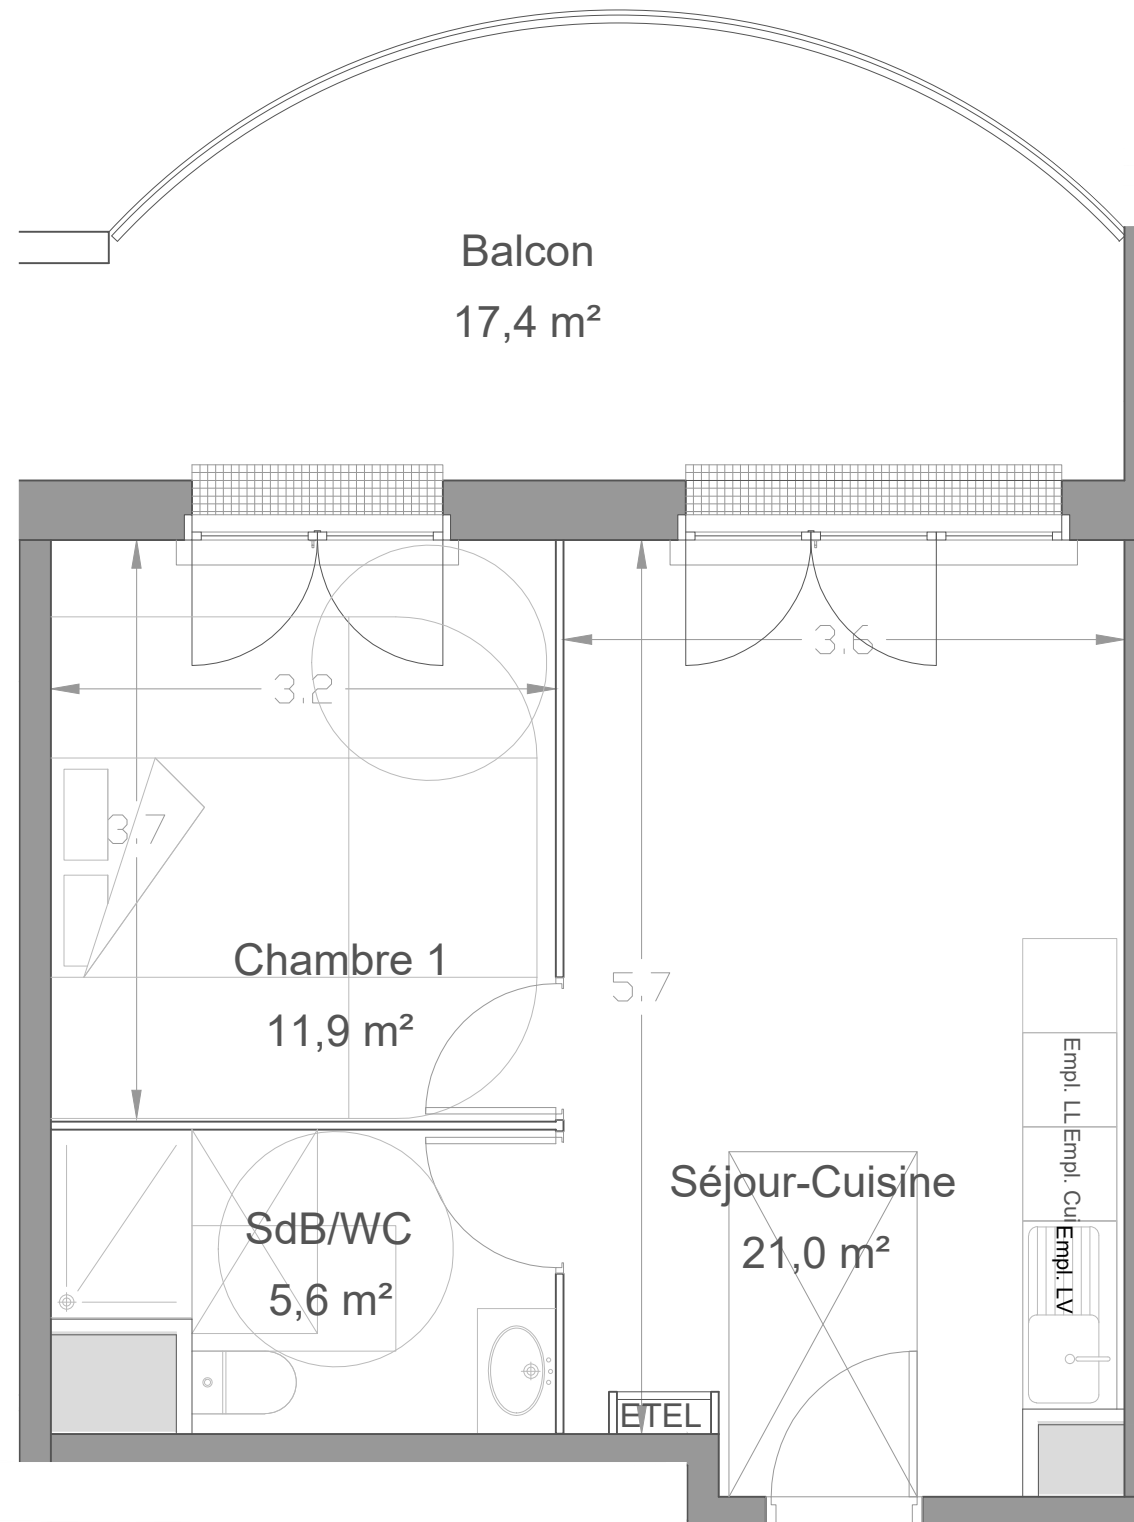 Balcon
17,4 m²
3.6
3.2
3.7
Chambre 1
11,9 m²
5.7
Empl. LL
Empl. Cui
Empl. LV
Séjour-Cuisine
21,0 m²
SdB/WC
5,6 m²
ETEL